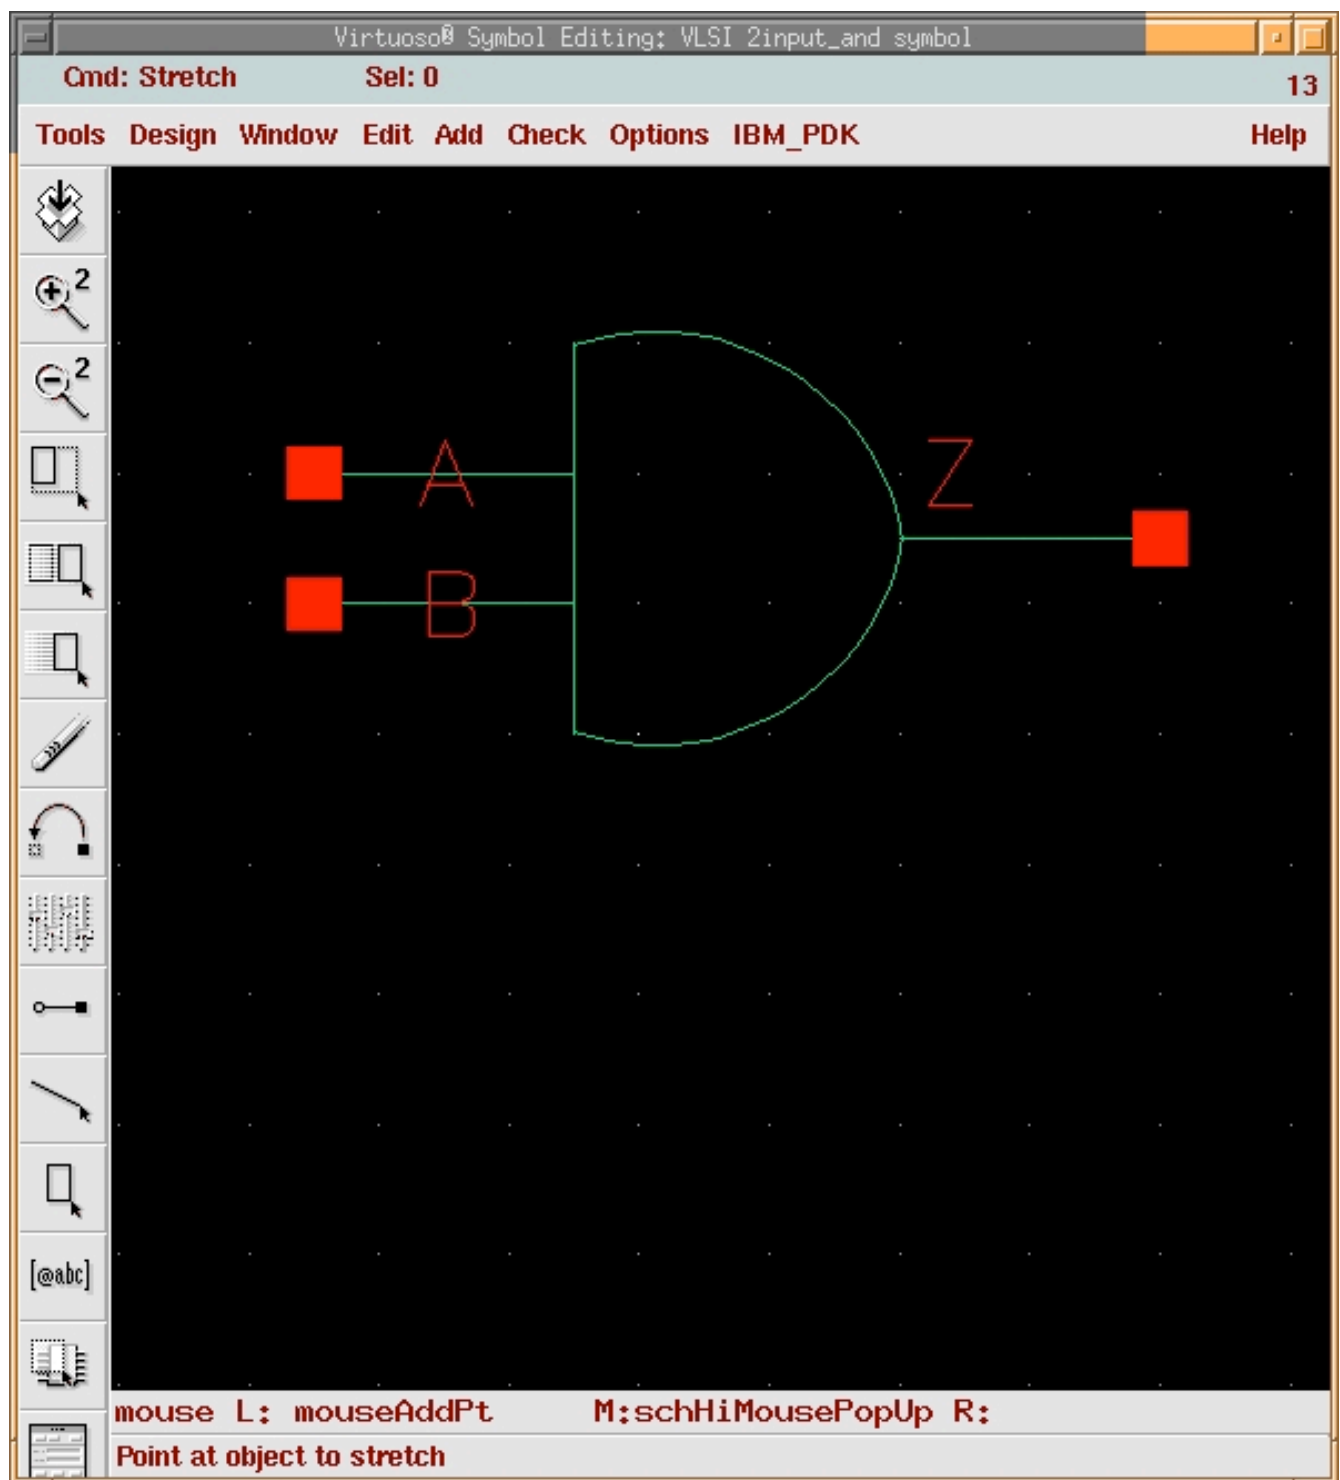 Virtuoso® Symbol Editing: VLSI 2input_and symbol
Cmd: Stretch Sel: 0 13
Tools Design Window Edit Add Check Options IBM_PDK Help
2
2
A
Z
B
[@abc]
mouse L: mouseAddPt M:schHiMousePopUp R:
Point at object to stretch